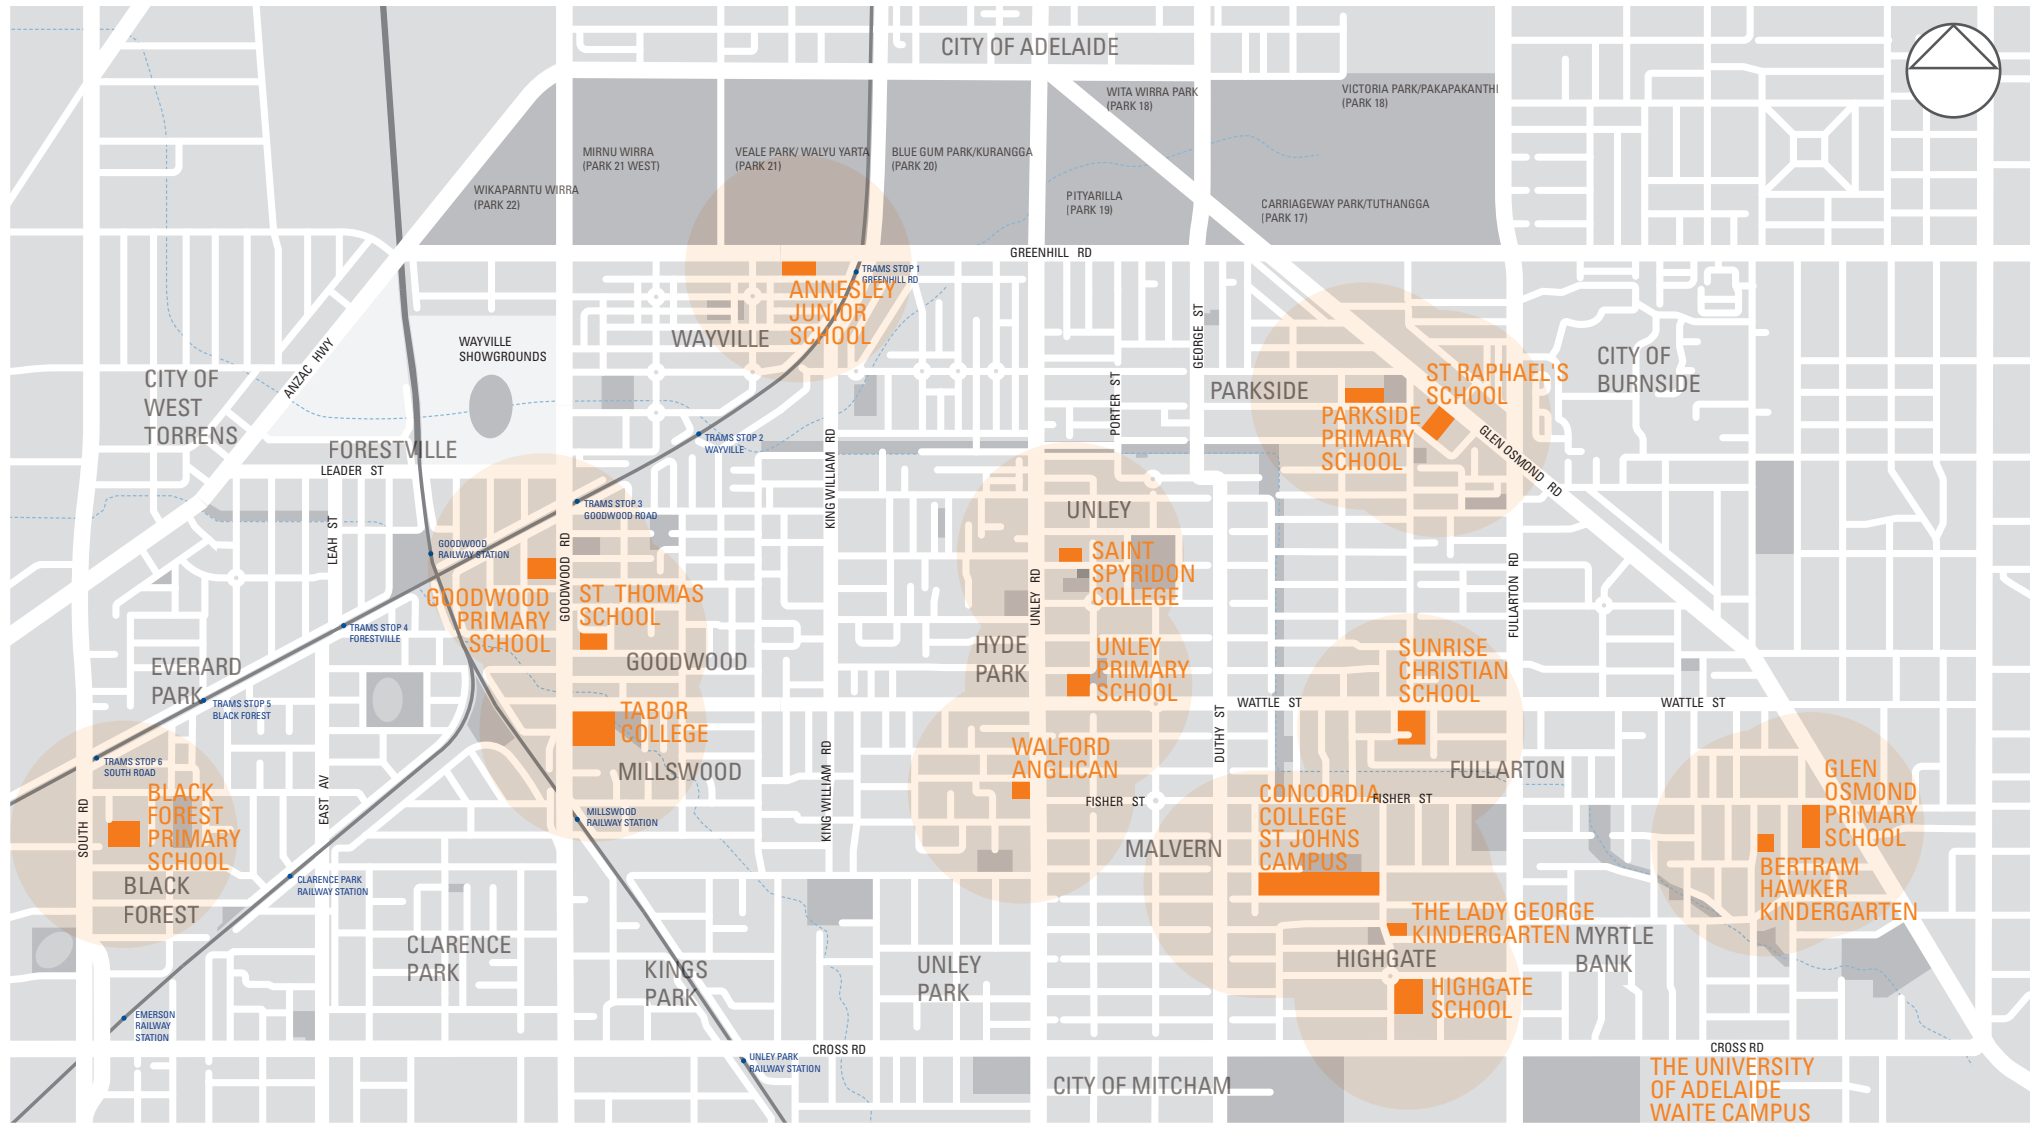 CITY OF ADELAIDE
WITA WIRRA PARK
(PARK 18)
VICTORIA PARK/PAKAPAKANTHI
(PARK 18)
MIRNU WIRRA
(PARK 21 WEST)
VEALE PARK/ WALYU YARTA
(PARK 21)
BLUE GUM PARK/KURANGGA
(PARK 20)
WIKAPARNTU WIRRA
(PARK 22)
PITYARILLA
(PARK 19)
CARRIAGEWAY PARK/TUTHANGGA
(PARK 17)
GREENHILL RD
TRAMS STOP 1
GREENHILL RD
ANNESLEY
JUNIOR
SCHOOL
WAYVILLE
WAYVILLE
SHOWGROUNDS
ANZAC HWY
GEORGE ST
CITY OF
WEST
TORRENS
CITY OF
BURNSIDE
ST RAPHAEL'S
SCHOOL
PARKSIDE
PARKSIDE
PRIMARY
SCHOOL
PORTER ST
FORESTVILLE
LEADER ST
TRAMS STOP 2
WAYVILLE
KING WILLIAM RD
GLEN OSMOND RD
TRAMS STOP 3
GOODWOOD ROAD
UNLEY
LEAH ST
GOODWOOD
RAILWAY STATION
GOODWOOD RD
SAINT
SPYRIDON
COLLEGE
UNLEY RD
FULLARTON RD
GOODWOOD
PRIMARY
SCHOOL
ST THOMAS
SCHOOL
TRAMS STOP 4
FORESTVILLE
GOODWOOD
HYDE
PARK
UNLEY
PRIMARY
SCHOOL
SUNRISE
CHRISTIAN
SCHOOL
EVERARD
PARK
TRAMS STOP 5
BLACK FOREST
WATTLE ST
WATTLE ST
TABOR
COLLEGE
DUTHY ST
WALFORD
ANGLICAN
TRAMS STOP 6
SOUTH ROAD
MILLSWOOD
KING WILLIAM RD
FULLARTON
GLEN
OSMOND
PRIMARY
SCHOOL
SOUTH RD
BLACK
FOREST
PRIMARY
SCHOOL
EAST AV
MILLSWOOD
RAILWAY STATION
FISHER ST
FISHER ST
CONCORDIA
COLLEGE
ST JOHNS
CAMPUS
MALVERN
BERTRAM
HAWKER
KINDERGARTEN
BLACK
FOREST
CLARENCE PARK
RAILWAY STATION
THE LADY GEORGE
KINDERGARTEN
MYRTLE
BANK
CLARENCE
PARK
KINGS
PARK
UNLEY
PARK
HIGHGATE
HIGHGATE
SCHOOL
EMERSON
RAILWAY
STATION
CROSS RD
CROSS RD
UNLEY PARK
RAILWAY STATION
CITY OF MITCHAM
THE UNIVERSITY
OF ADELAIDE
WAITE CAMPUS